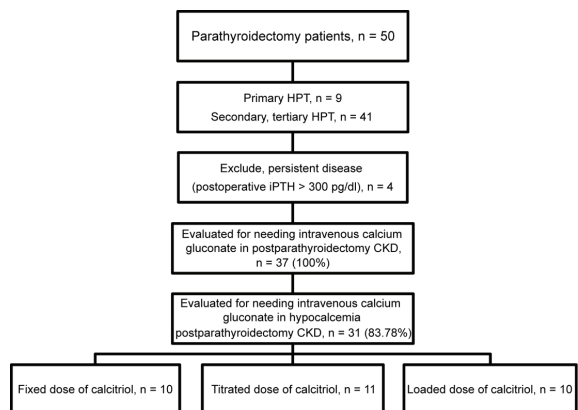 Parathyroidectomy patients, n = 50
Primary HPT, n = 9
Secondary, tertiary HPT, n = 41
Exclude, persistent disease
(postoperative iPTH > 300 pg/dl), n = 4
Evaluated for needing intravenous calcium
gluconate in postparathyroidectomy CKD,
n = 37 (100%)
Evaluated for needing intravenous calcium
gluconate in hypocalcemia
postparathyroidectomy CKD, n = 31 (83.78%)
Fixed dose of calcitriol, n = 10
Titrated dose of calcitriol, n = 11
Loaded dose of calcitriol, n = 10